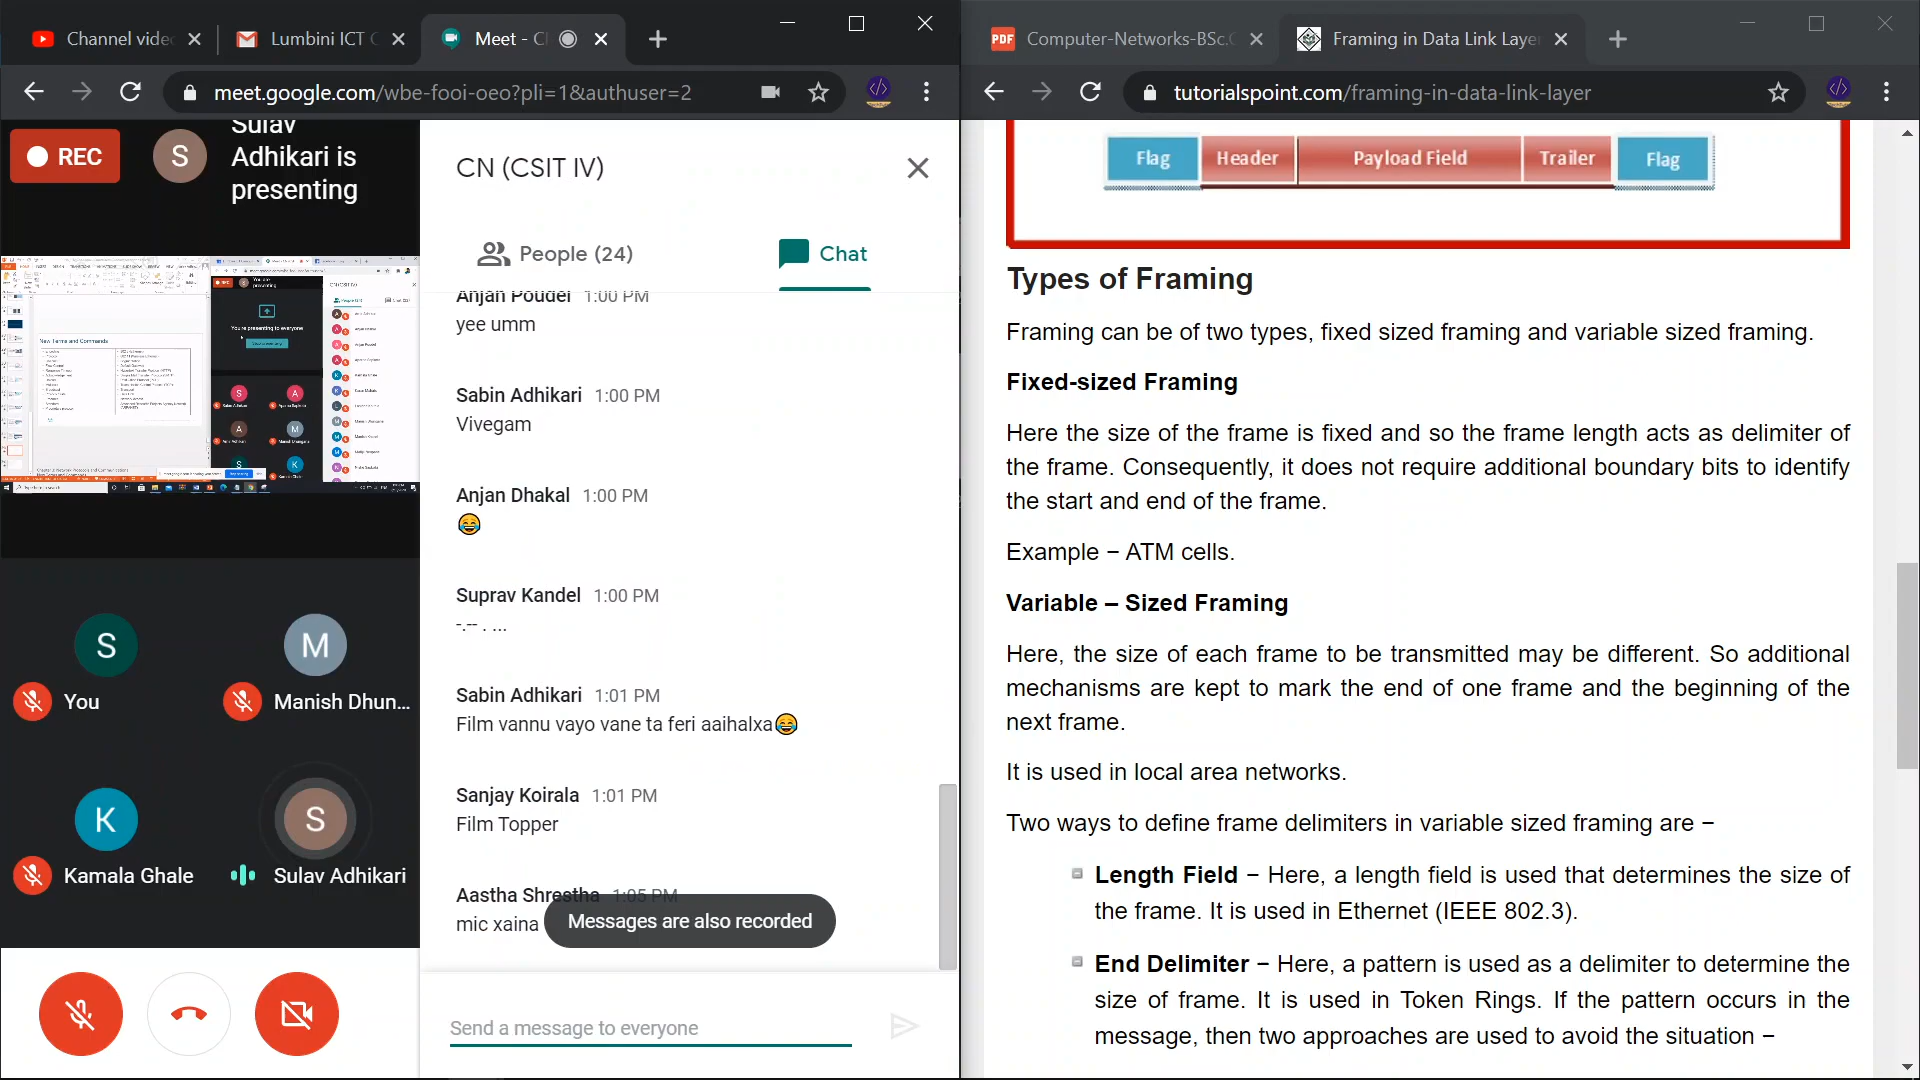 Channel vide
Lumbini ICT C
Meet - C
meet.google.com/wbe-fooi-oeo?pli=1&authuser=2
REC
S
Sulav
Adhikari is
presenting
New Terms and Commands
You're presenting to everyone
S
You
M
Manish Dhun...
K
Kamala Ghale
S
Sulav Adhikari
CN (CSIT IV)
People (24)
Chat
Anjan Poudel 1:00 PM
yee umm
Sabin Adhikari 1:00 PM
Vivegam
Anjan Dhakal 1:00 PM
😂
Suprav Kandel 1:00 PM
-.-- . ...
Sabin Adhikari 1:01 PM
Film vannu vayo vane ta feri aaihalxa😂
Sanjay Koirala 1:01 PM
Film Topper
Aastha Shrestha 1:05 PM
mic xaina
Messages are also recorded
Send a message to everyone
PDF
Computer-Networks-BSc.C
Framing in Data Link Laye
tutorialspoint.com/framing-in-data-link-layer
Flag Header Payload Field Trailer Flag
Types of Framing
Framing can be of two types, fixed sized framing and variable sized framing.
Fixed-sized Framing
Here the size of the frame is fixed and so the frame length acts as delimiter of
the frame. Consequently, it does not require additional boundary bits to identify
the start and end of the frame.
Example − ATM cells.
Variable – Sized Framing
Here, the size of each frame to be transmitted may be different. So additional
mechanisms are kept to mark the end of one frame and the beginning of the
next frame.
It is used in local area networks.
Two ways to define frame delimiters in variable sized framing are −
Length Field − Here, a length field is used that determines the size of
the frame. It is used in Ethernet (IEEE 802.3).
End Delimiter − Here, a pattern is used as a delimiter to determine the
size of frame. It is used in Token Rings. If the pattern occurs in the
message, then two approaches are used to avoid the situation −